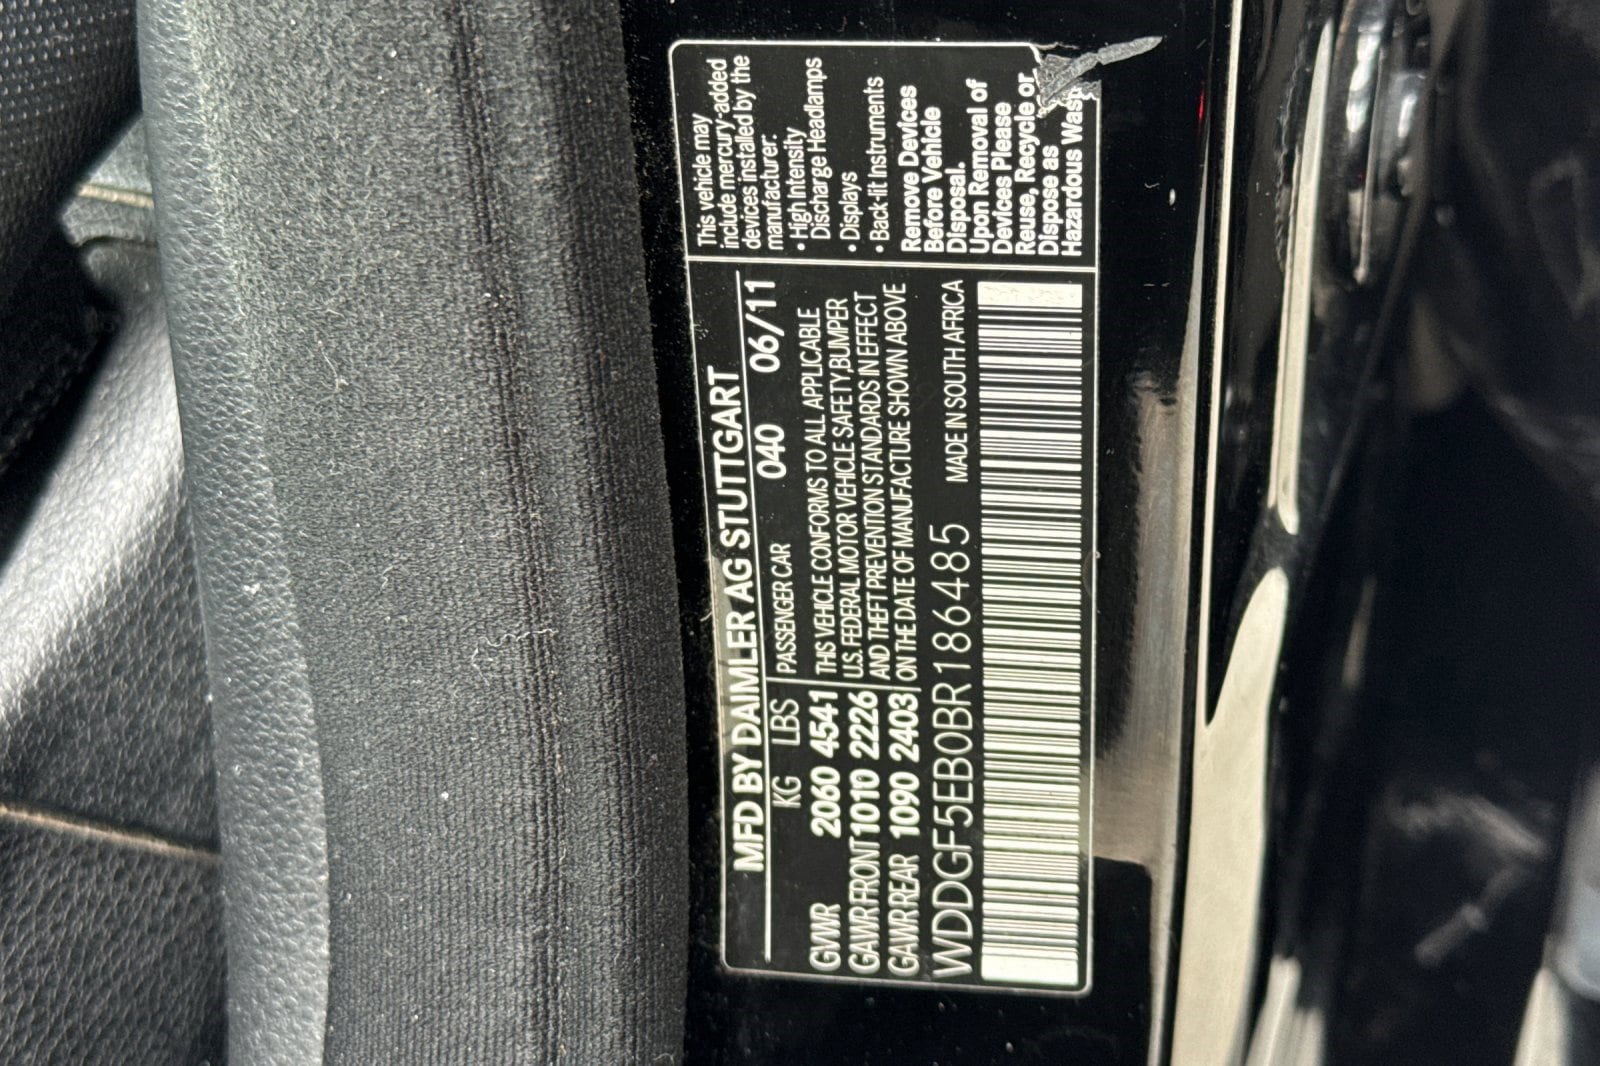 MFD BY DAIMLER AG STUTTGART
KG LBS PASSENGER CAR 040 06/11
GVWR 2060 4541
GAWR FRONT 1010 2226
GAWR REAR 1090 2403
THIS VEHICLE CONFORMS TO ALL APPLICABLE
U.S. FEDERAL MOTOR VEHICLE SAFETY, BUMPER
AND THEFT PREVENTION STANDARDS IN EFFECT
ON THE DATE OF MANUFACTURE SHOWN ABOVE
WDDGF5EB0BR186485 MADE IN SOUTH AFRICA
This vehicle may
include mercury-added
devices installed by the
manufacturer:
• High Intensity
Discharge Headlamps
• Displays
• Back-lit Instruments
Remove Devices
Before Vehicle
Disposal.
Upon Removal of
Devices Please
Reuse, Recycle or
Dispose as
Hazardous